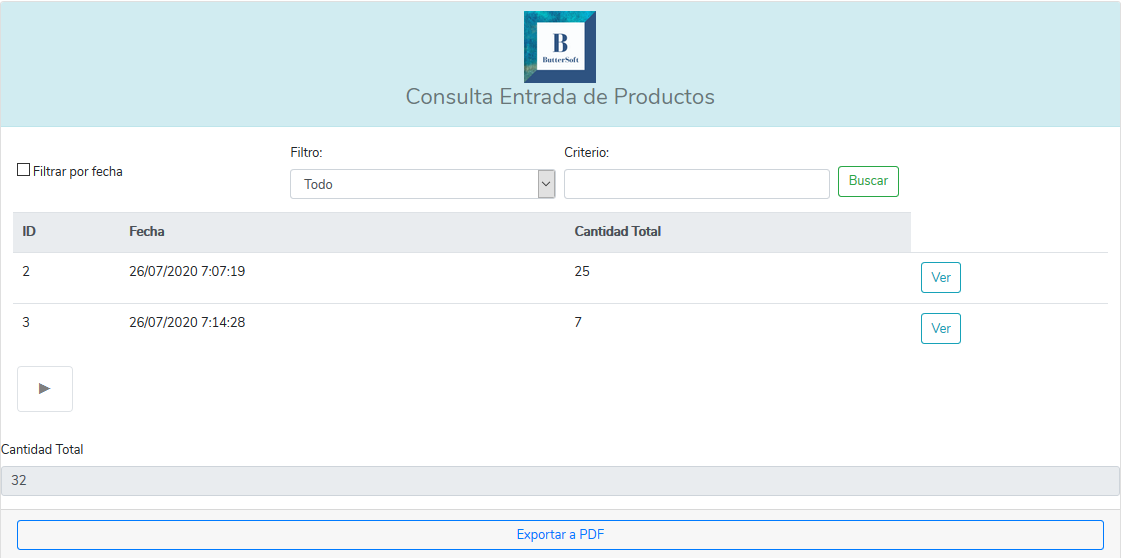 B
ButterSoft
Consulta Entrada de Productos
Filtrar por fecha
Filtro:
Todo
Criterio:
Buscar
ID Fecha Cantidad Total
2 26/07/2020 7:07:19 25 Ver
3 26/07/2020 7:14:28 7 Ver
Cantidad Total
32
Exportar a PDF